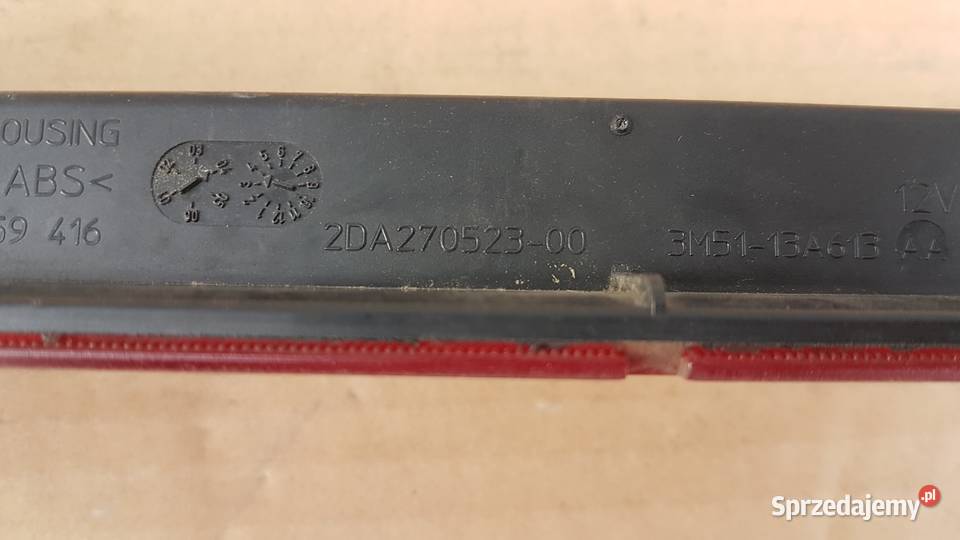 OUSING
ABS<
59 416
2DA270523-00
3M51-13A613 AA
12V
Sprzedajemy.pl